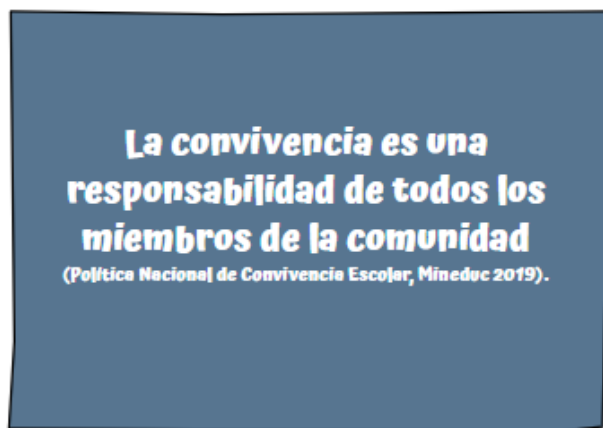 La convivencia es una
responsabilidad de todos los
miembros de la comunidad
(Política Nacional de Convivencia Escolar, Mineduc 2019).